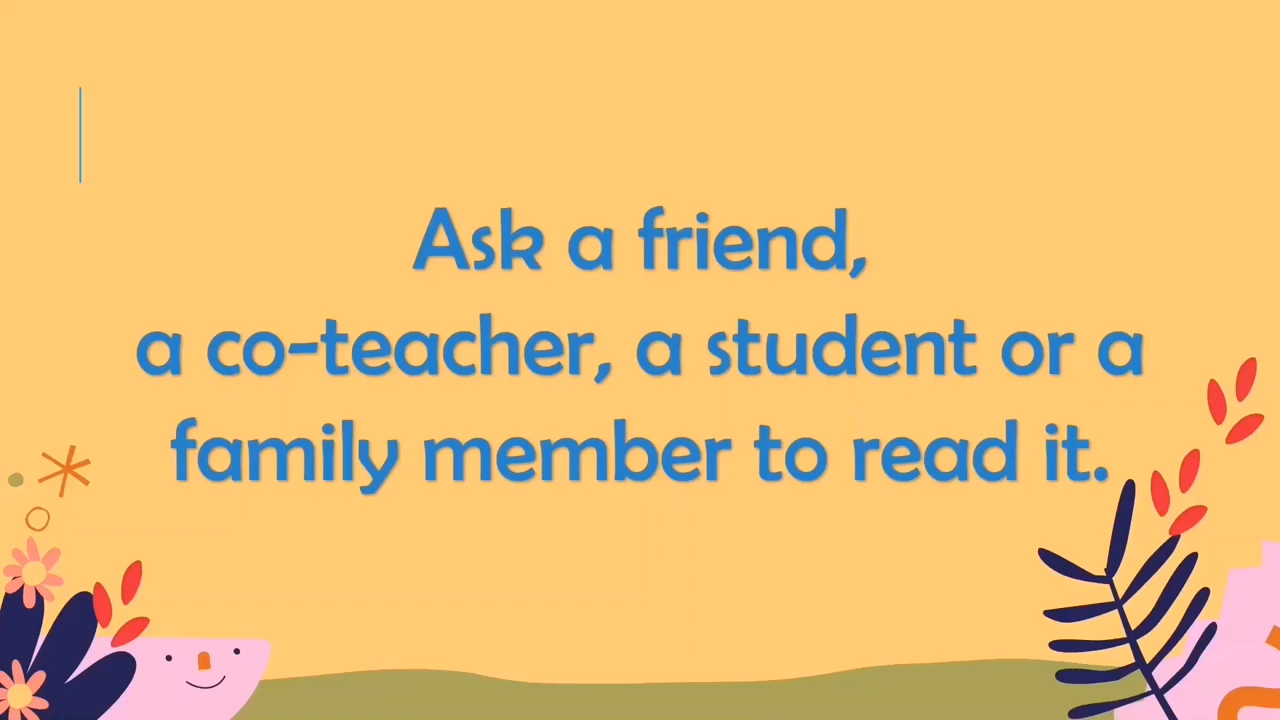 Ask a friend,
a co-teacher, a student or a
family member to read it.